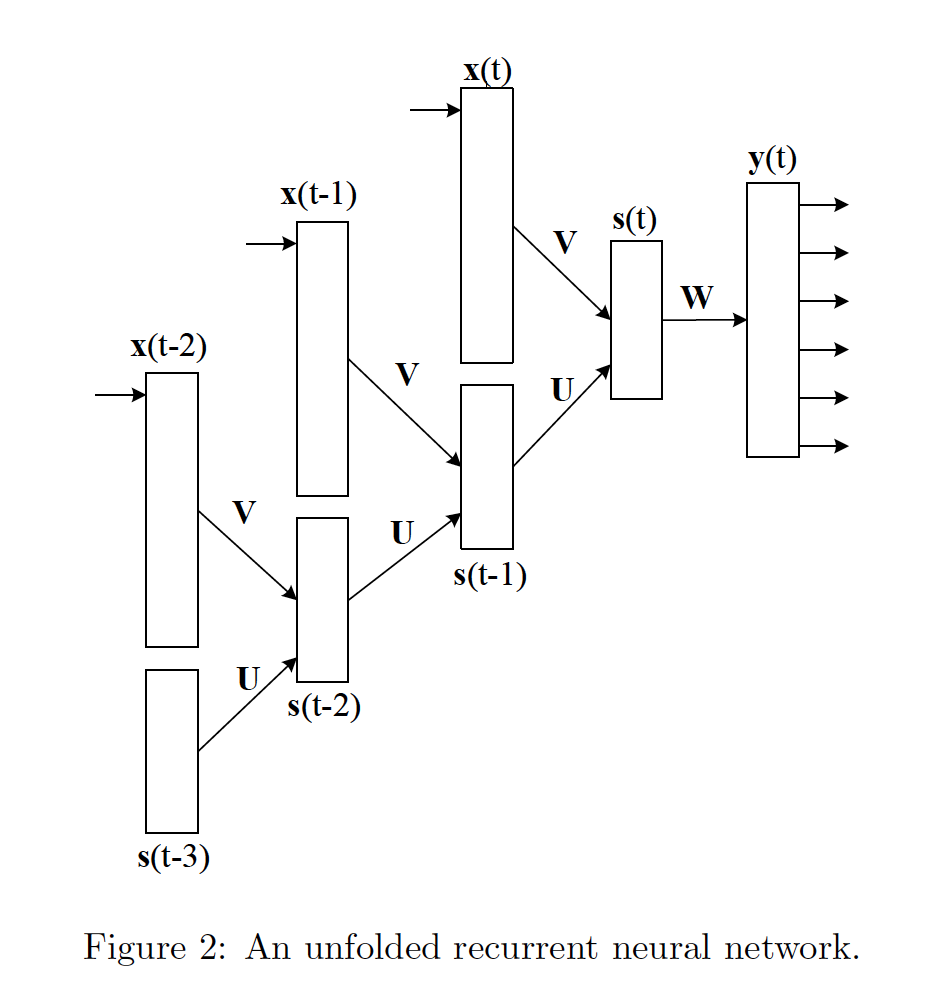 x(t)
y(t)
x(t-1)
s(t)
V
W
x(t-2)
V
U
V
U
s(t-1)
U
s(t-2)
s(t-3)
Figure 2: An unfolded recurrent neural network.